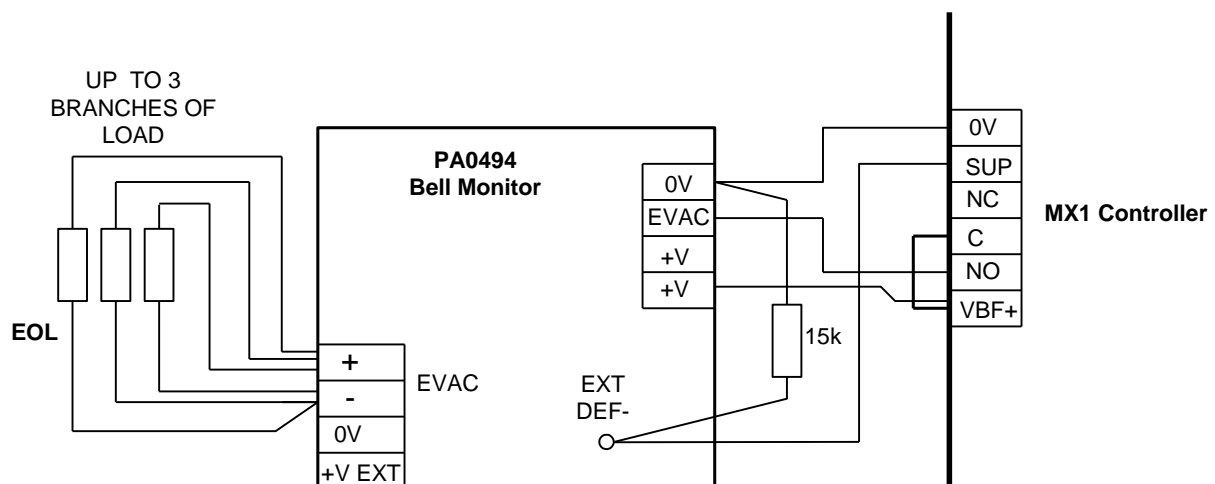 UP TO 3
BRANCHES OF
LOAD
EOL
PA0494
Bell Monitor
+
-
0V
+V EXT
EVAC
0V
EVAC
+V
+V
15k
EXT
DEF-
0V
SUP
NC
C
NO
VBF+
MX1 Controller